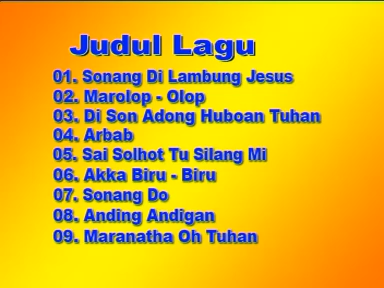 Judul Lagu
01. Sonang Di Lambung Jesus
02. Marolop - Olop
03. Di Son Adong Huboan Tuhan
04. Arbab
05. Sai Solhot Tu Silang Mi
06. Akka Biru - Biru
07. Sonang Do
08. Anding Andigan
09. Maranatha Oh Tuhan